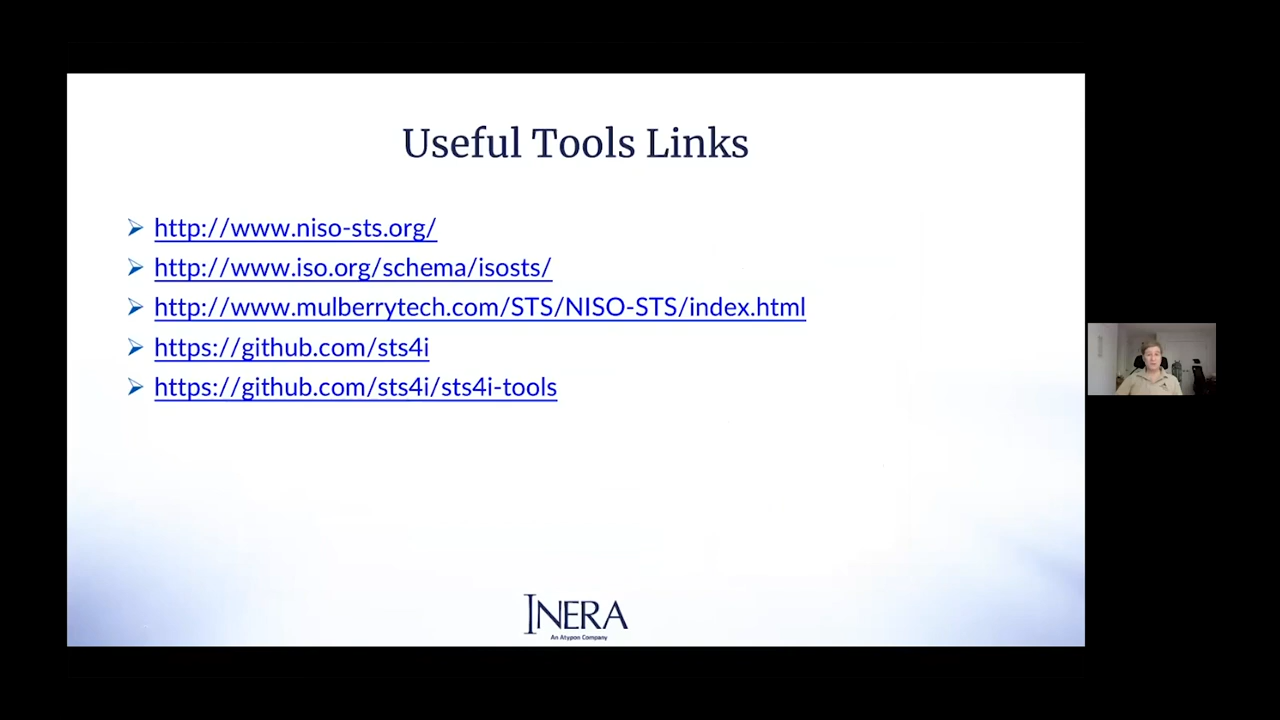 Useful Tools Links
http://www.niso-sts.org/
http://www.iso.org/schema/isosts/
http://www.mulberrytech.com/STS/NISO-STS/index.html
https://github.com/sts4i
https://github.com/sts4i/sts4i-tools
INERA
An Atypon Company